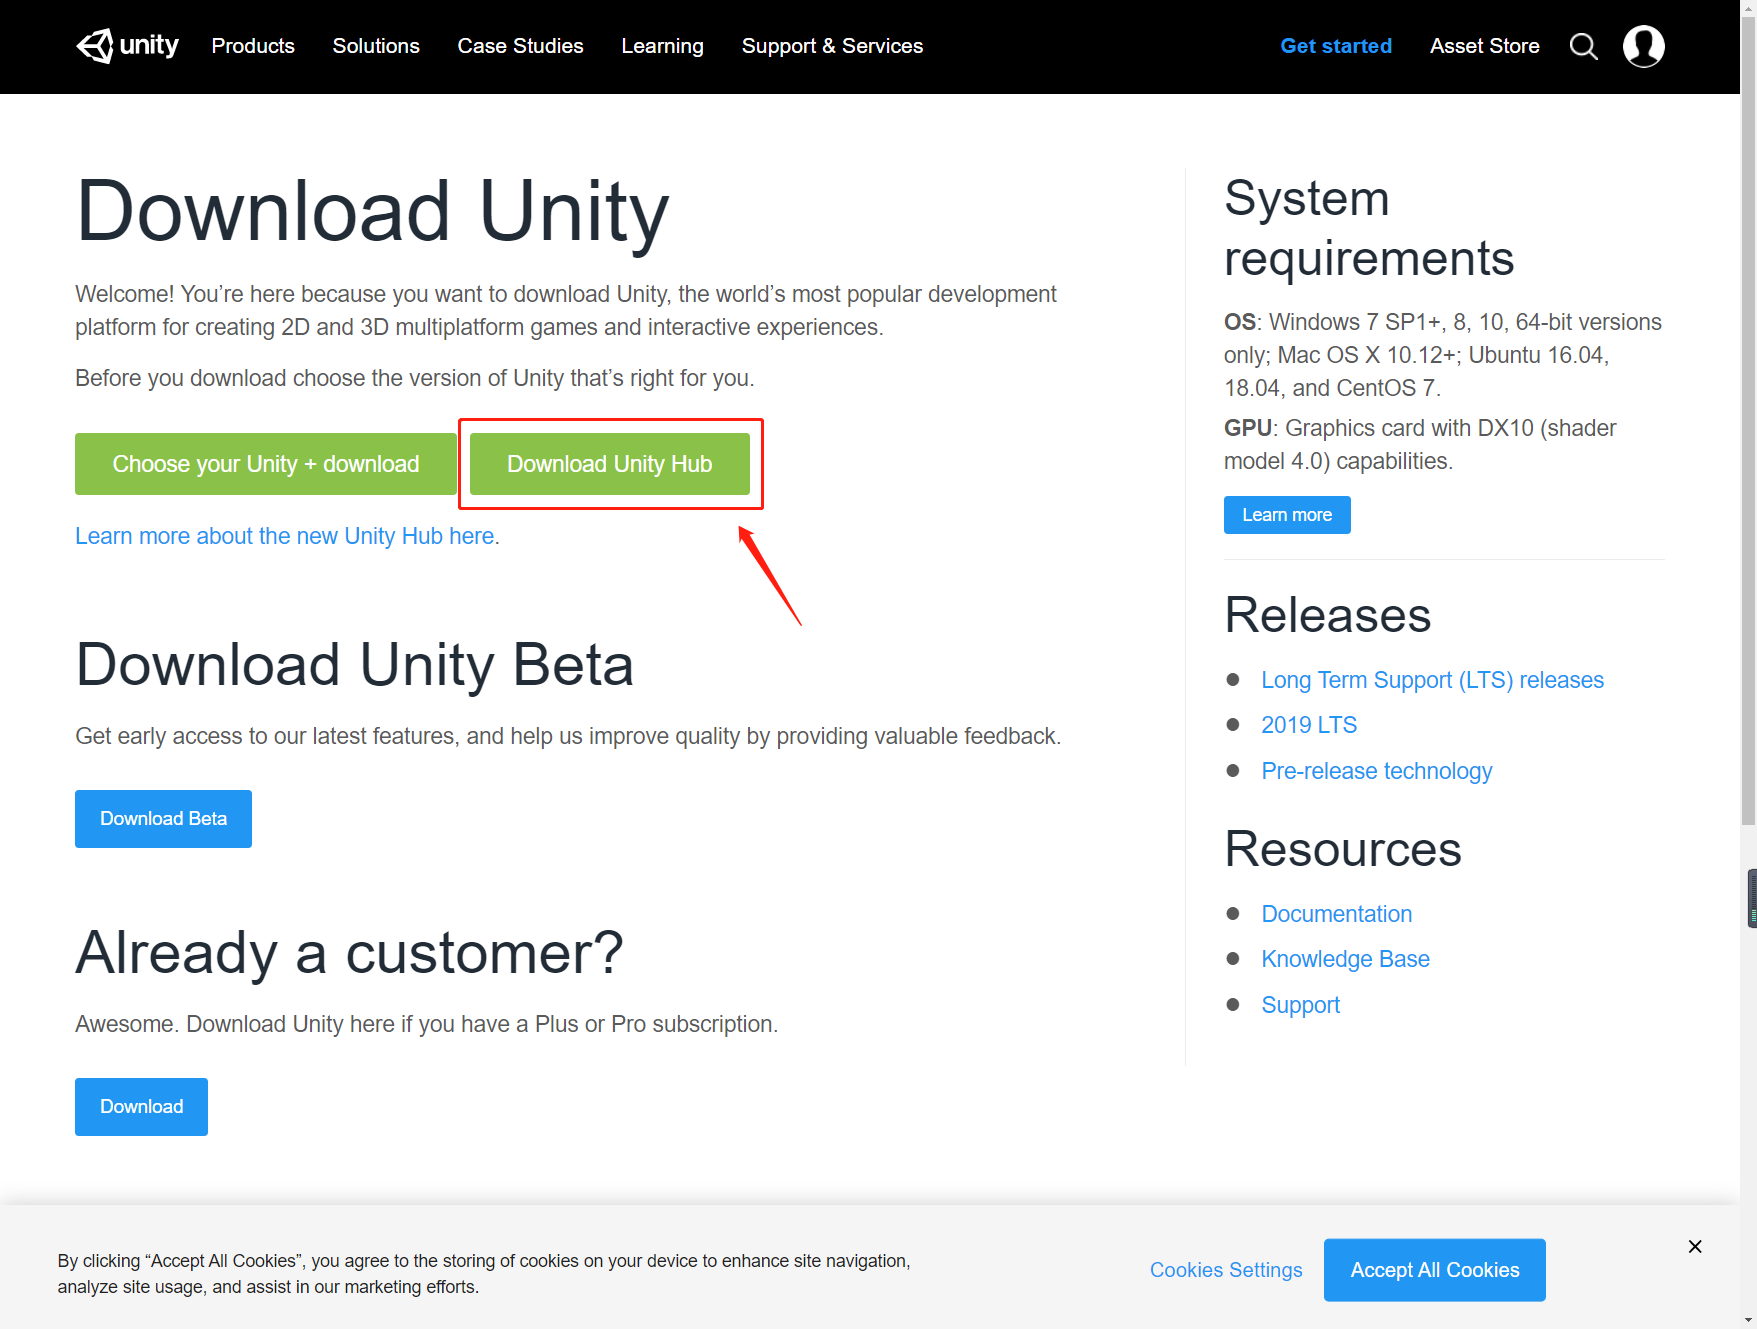 unity
Products
Solutions
Case Studies
Learning
Support & Services
Get started
Asset Store
Download Unity
Welcome! You’re here because you want to download Unity, the world’s most popular development
platform for creating 2D and 3D multiplatform games and interactive experiences.
Before you download choose the version of Unity that’s right for you.
Choose your Unity + download
Download Unity Hub
Learn more about the new Unity Hub here.
Download Unity Beta
Get early access to our latest features, and help us improve quality by providing valuable feedback.
Download Beta
Already a customer?
Awesome. Download Unity here if you have a Plus or Pro subscription.
Download
System
requirements
OS: Windows 7 SP1+, 8, 10, 64-bit versions
only; Mac OS X 10.12+; Ubuntu 16.04,
18.04, and CentOS 7.
GPU: Graphics card with DX10 (shader
model 4.0) capabilities.
Learn more
Releases
Long Term Support (LTS) releases
2019 LTS
Pre-release technology
Resources
Documentation
Knowledge Base
Support
By clicking “Accept All Cookies”, you agree to the storing of cookies on your device to enhance site navigation,
analyze site usage, and assist in our marketing efforts.
Cookies Settings
Accept All Cookies